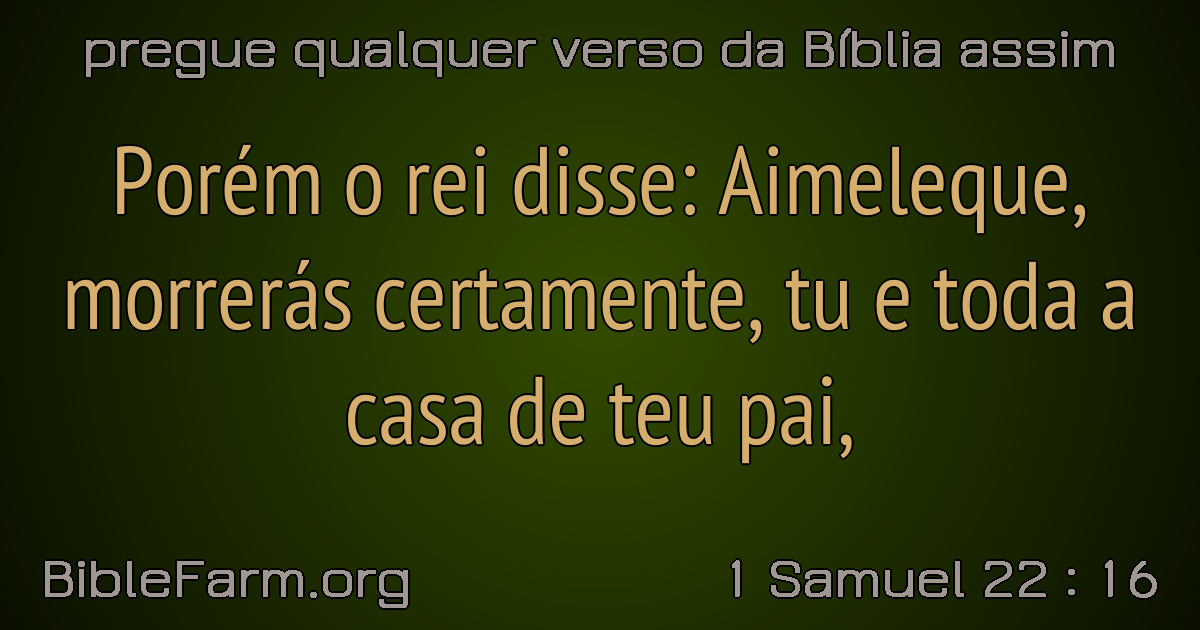 pregue qualquer verso da Bíblia assim
Porém o rei disse: Aimeleque,
morrerás certamente, tu e toda a
casa de teu pai,
BibleFarm.org
1 Samuel 22 : 16